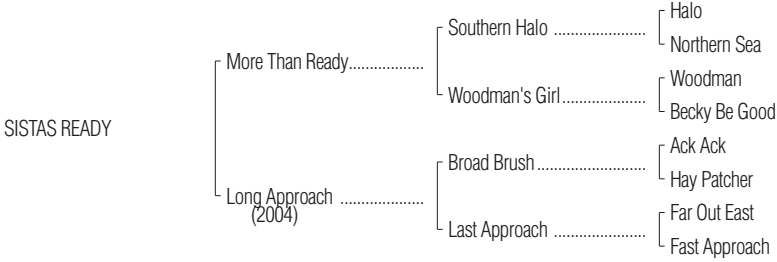 Halo
Southern Halo ......................
Northern Sea
More Than Ready..................
Woodman
Woodman's Girl....................
Becky Be Good
SISTAS READY
Ack Ack
Broad Brush..........................
Hay Patcher
Long Approach ....................
(2004)
Far Out East
Last Approach ......................
Fast Approach